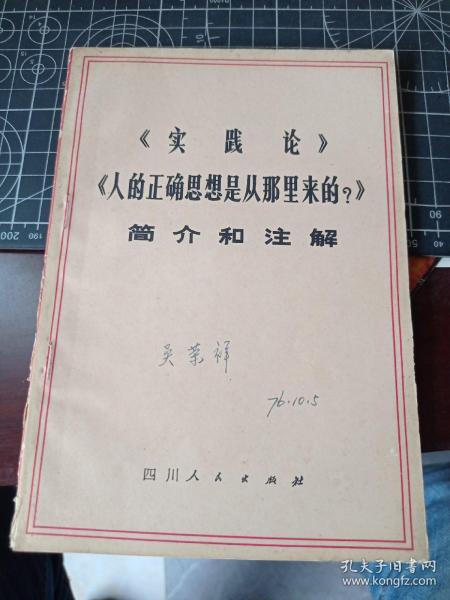 《实践论》
《人的正确思想是从那里来的？》
简介和注解
吴荣祥
76.10.5
四川人民出版社
孔夫子旧书网
www.kongfz.com